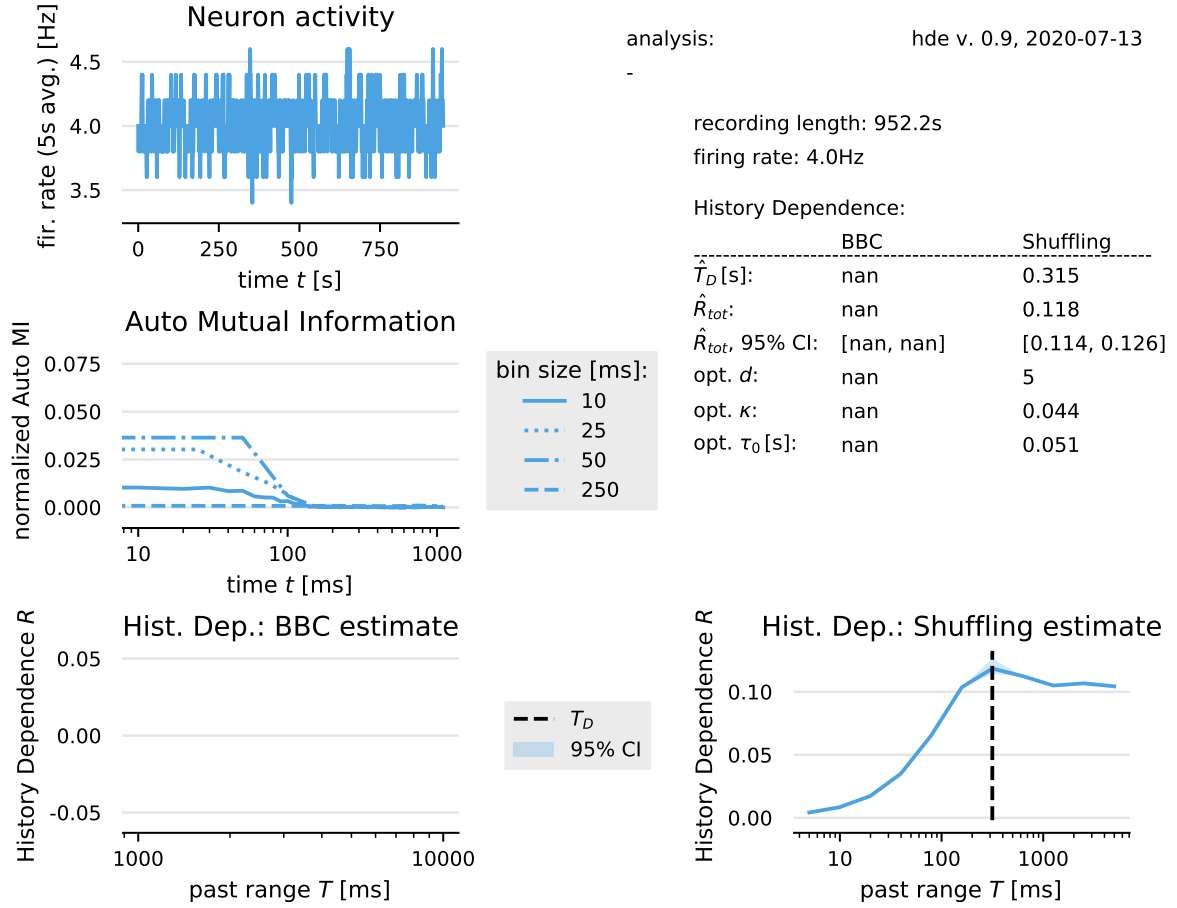 Neuron activity
fir. rate (5s avg.) [Hz]
4.5
4.0
3.5
0 250 500 750
time t [s]
analysis: hde v. 0.9, 2020-07-13
-
recording length: 952.2s
firing rate: 4.0Hz
History Dependence:
BBC Shuffling
T̂_D [s]: nan 0.315
R̂_tot: nan 0.118
R̂_tot, 95% CI: [nan, nan] [0.114, 0.126]
opt. d: nan 5
opt. κ: nan 0.044
opt. τ_0 [s]: nan 0.051
Auto Mutual Information
normalized Auto MI
0.075
0.050
0.025
0.000
10 100 1000
time t [ms]
bin size [ms]:
10
25
50
250
Hist. Dep.: BBC estimate
History Dependence R
0.05
0.00
-0.05
1000 10000
past range T [ms]
T_D
95% CI
Hist. Dep.: Shuffling estimate
History Dependence R
0.10
0.05
0.00
10 100 1000
past range T [ms]